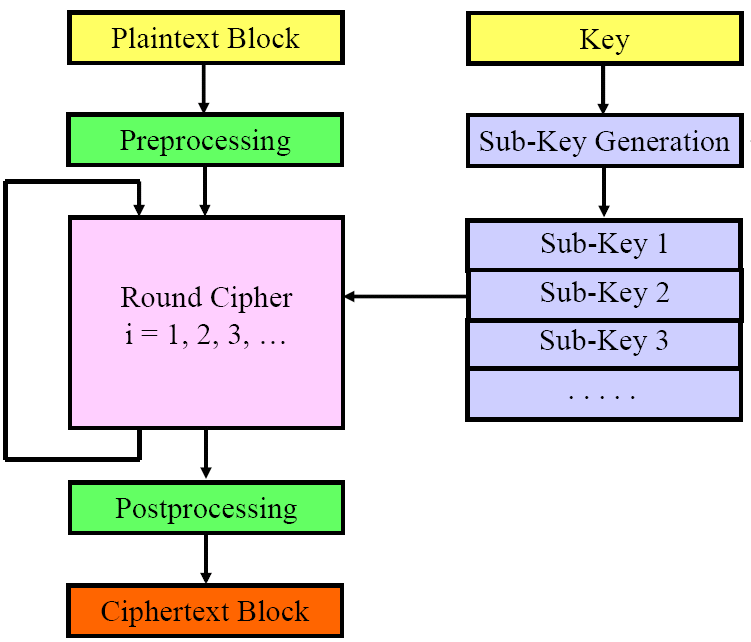 Plaintext Block
Key
Preprocessing
Sub-Key Generation
Sub-Key 1
Round Cipher
i = 1, 2, 3, …
Sub-Key 2
Sub-Key 3
. . . . .
Postprocessing
Ciphertext Block